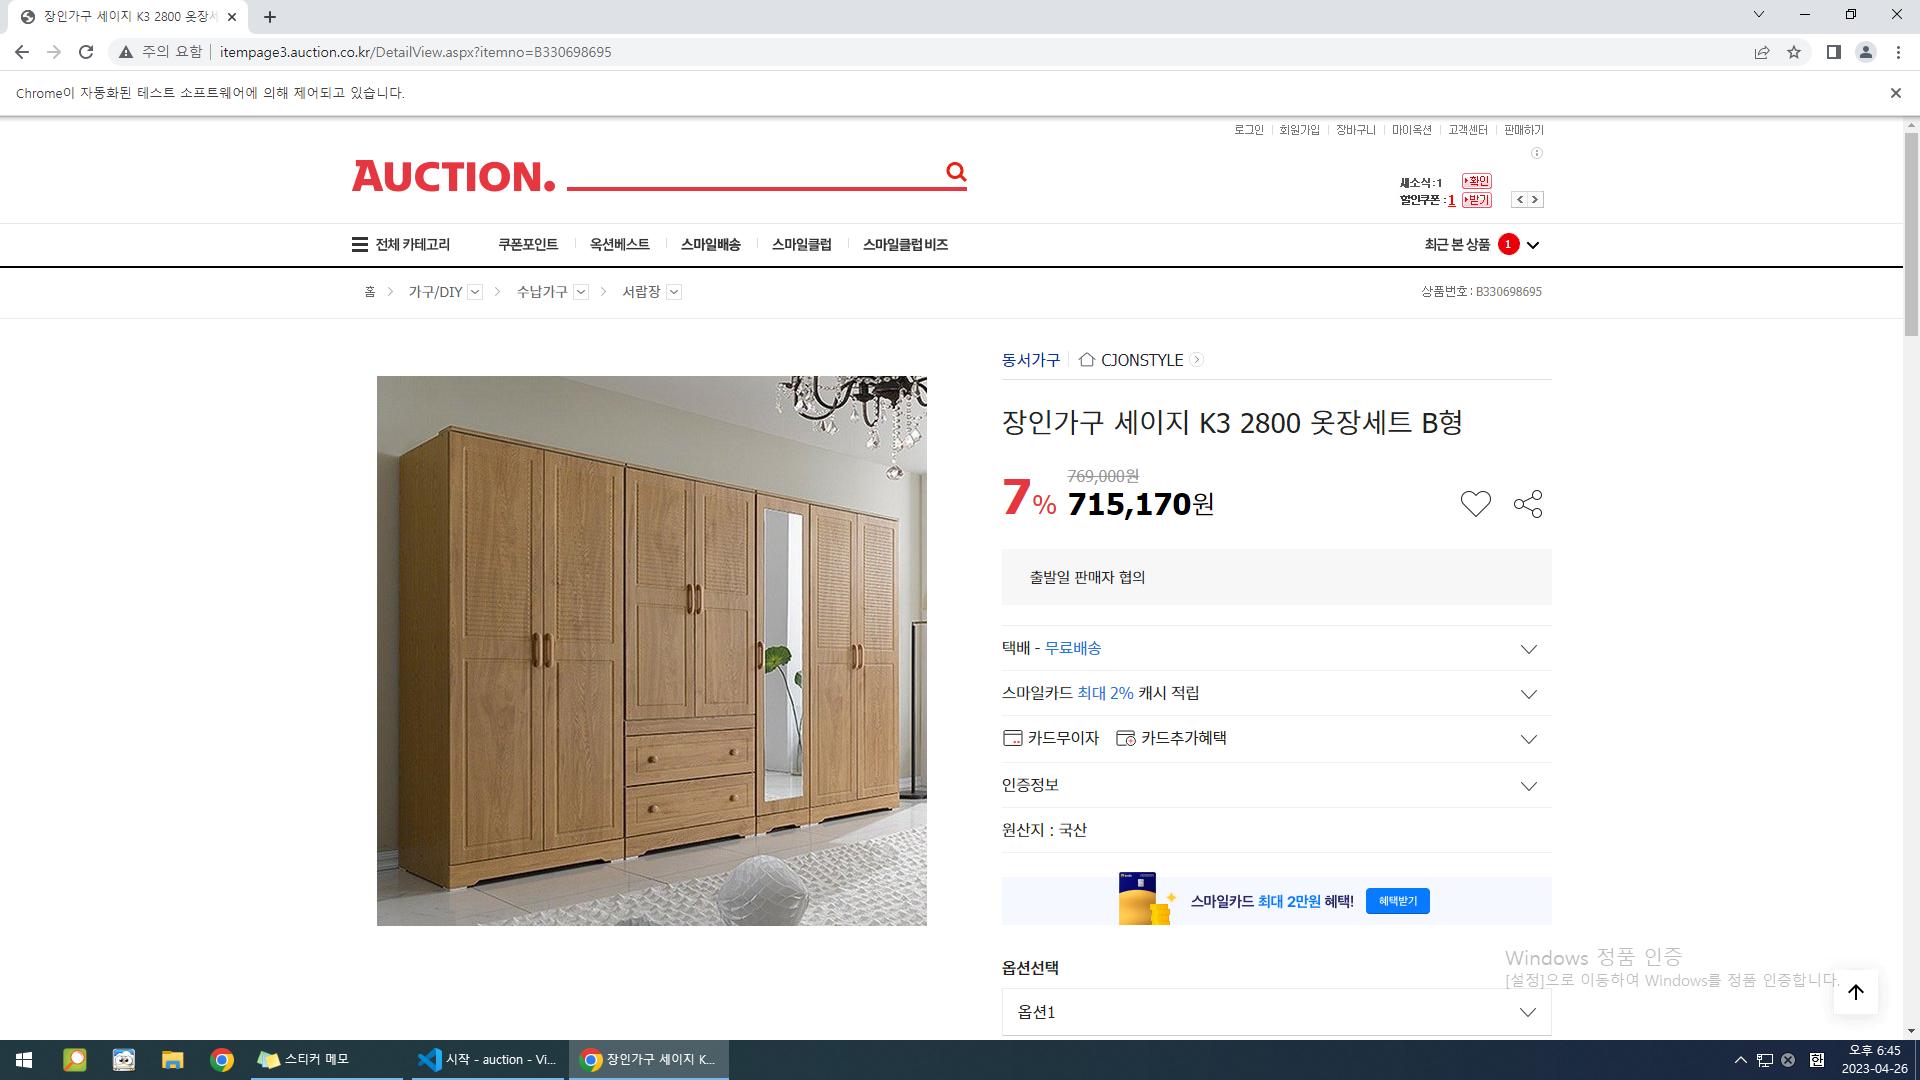 장인가구 세이지 K3 2800 옷장세
주의 요함 itempage3.auction.co.kr/DetailView.aspx?itemno=B330698695
Chrome이 자동화된 테스트 소프트웨어에 의해 제어되고 있습니다.
로그인 회원가입 장바구니 마이옥션 고객센터 판매하기
AUCTION.
새소식:1 확인
할인쿠폰:1 받기
전체 카테고리 쿠폰포인트 옥션베스트 스마일배송 스마일클럽 스마일클럽 비즈 최근 본 상품 1
홈 가구/DIY 수납가구 서랍장 상품번호: B330698695
동서가구 CJONSTYLE
장인가구 세이지 K3 2800 옷장세트 B형
769,000원
7% 715,170원
출발일 판매자 협의
택배 - 무료배송
스마일카드 최대 2% 캐시 적립
카드무이자 카드추가혜택
인증정보
원산지 : 국산
스마일카드 최대 2만원 혜택! 혜택받기
옵션선택
옵션1
Windows 정품 인증
[설정]으로 이동하여 Windows를 정품 인증합니다.
스티커 메모 시작 - auction - Vi... 장인가구 세이지 K... 한 오후 6:45
2023-04-26